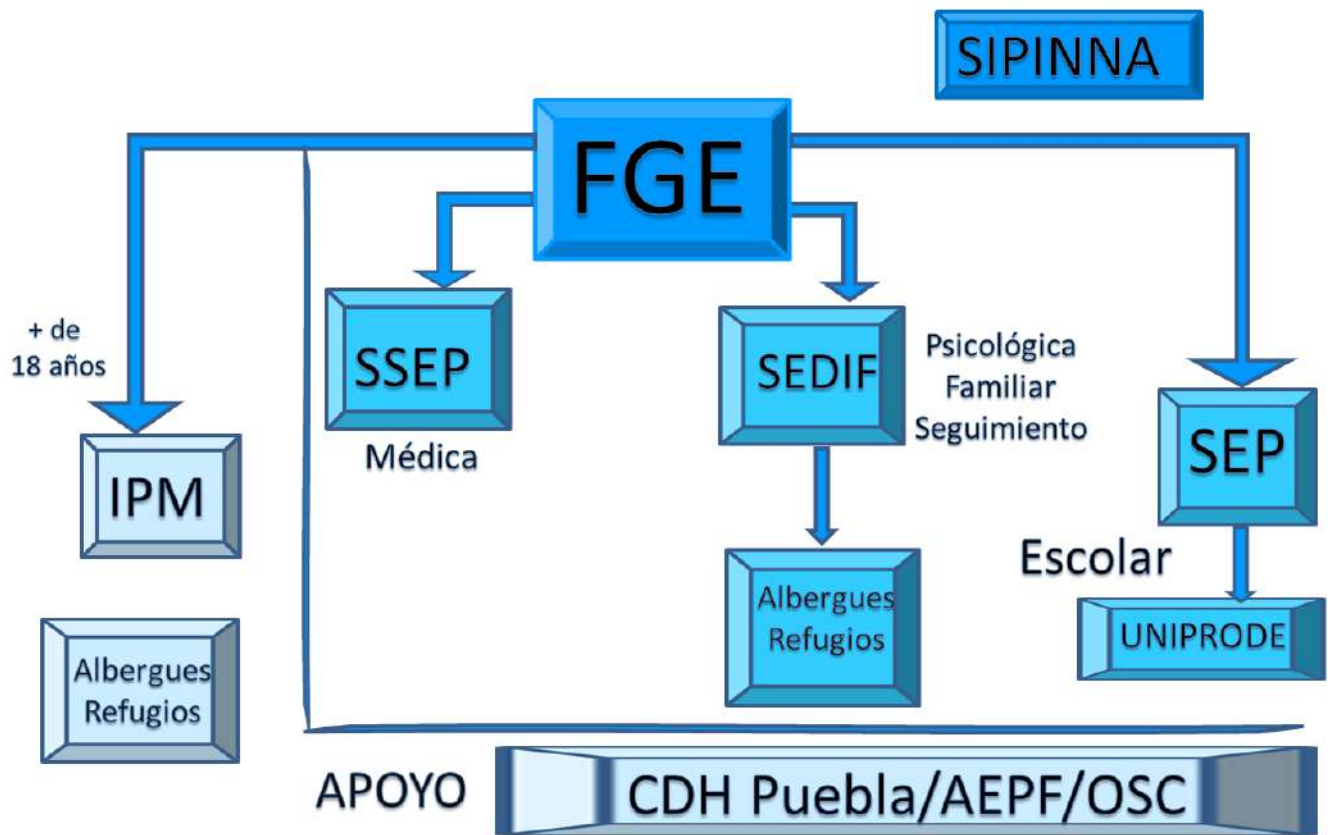 SIPINNA
FGE
+ de
18 años
SSEP
Médica
SEDIF
Psicológica
Familiar
Seguimiento
SEP
IPM
Escolar
UNIPRODE
Albergues
Refugios
Albergues
Refugios
APOYO
CDH Puebla/AEPF/OSC